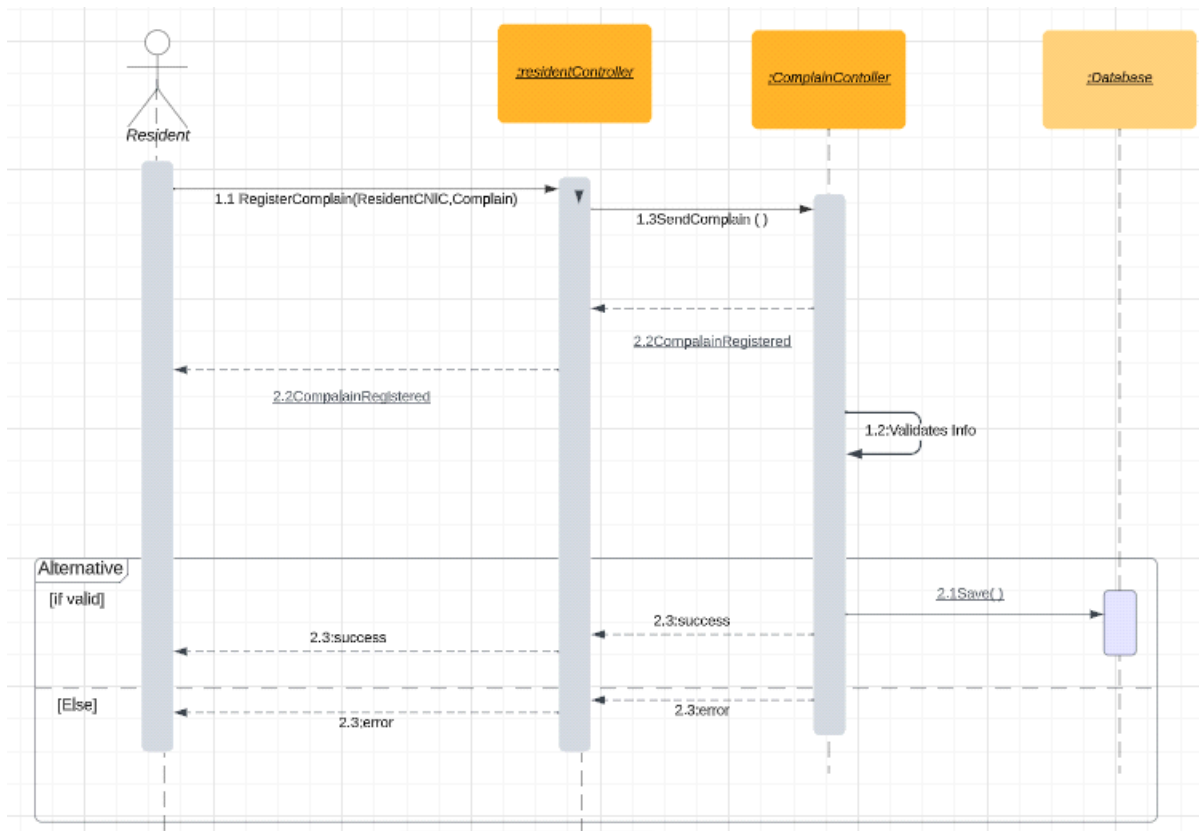 :residentController
:ComplainContoller
:Database
Resident
1.1 RegisterComplain(ResidentCNIC,Complain)
1.3SendComplain ( )
2.2CompalainRegistered
2.2CompalainRegistered
1.2:Validates Info
Alternative
[if valid]
2.1Save( )
2.3:success
2.3:success
[Else]
2.3:error
2.3:error